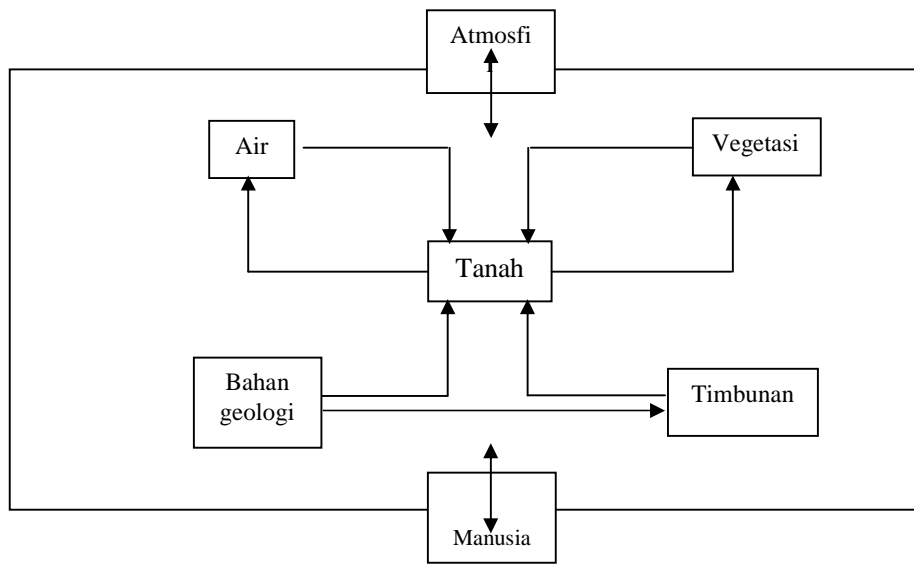 Atmosfi
r
Air
Vegetasi
Tanah
Bahan
geologi
Timbunan
Manusia